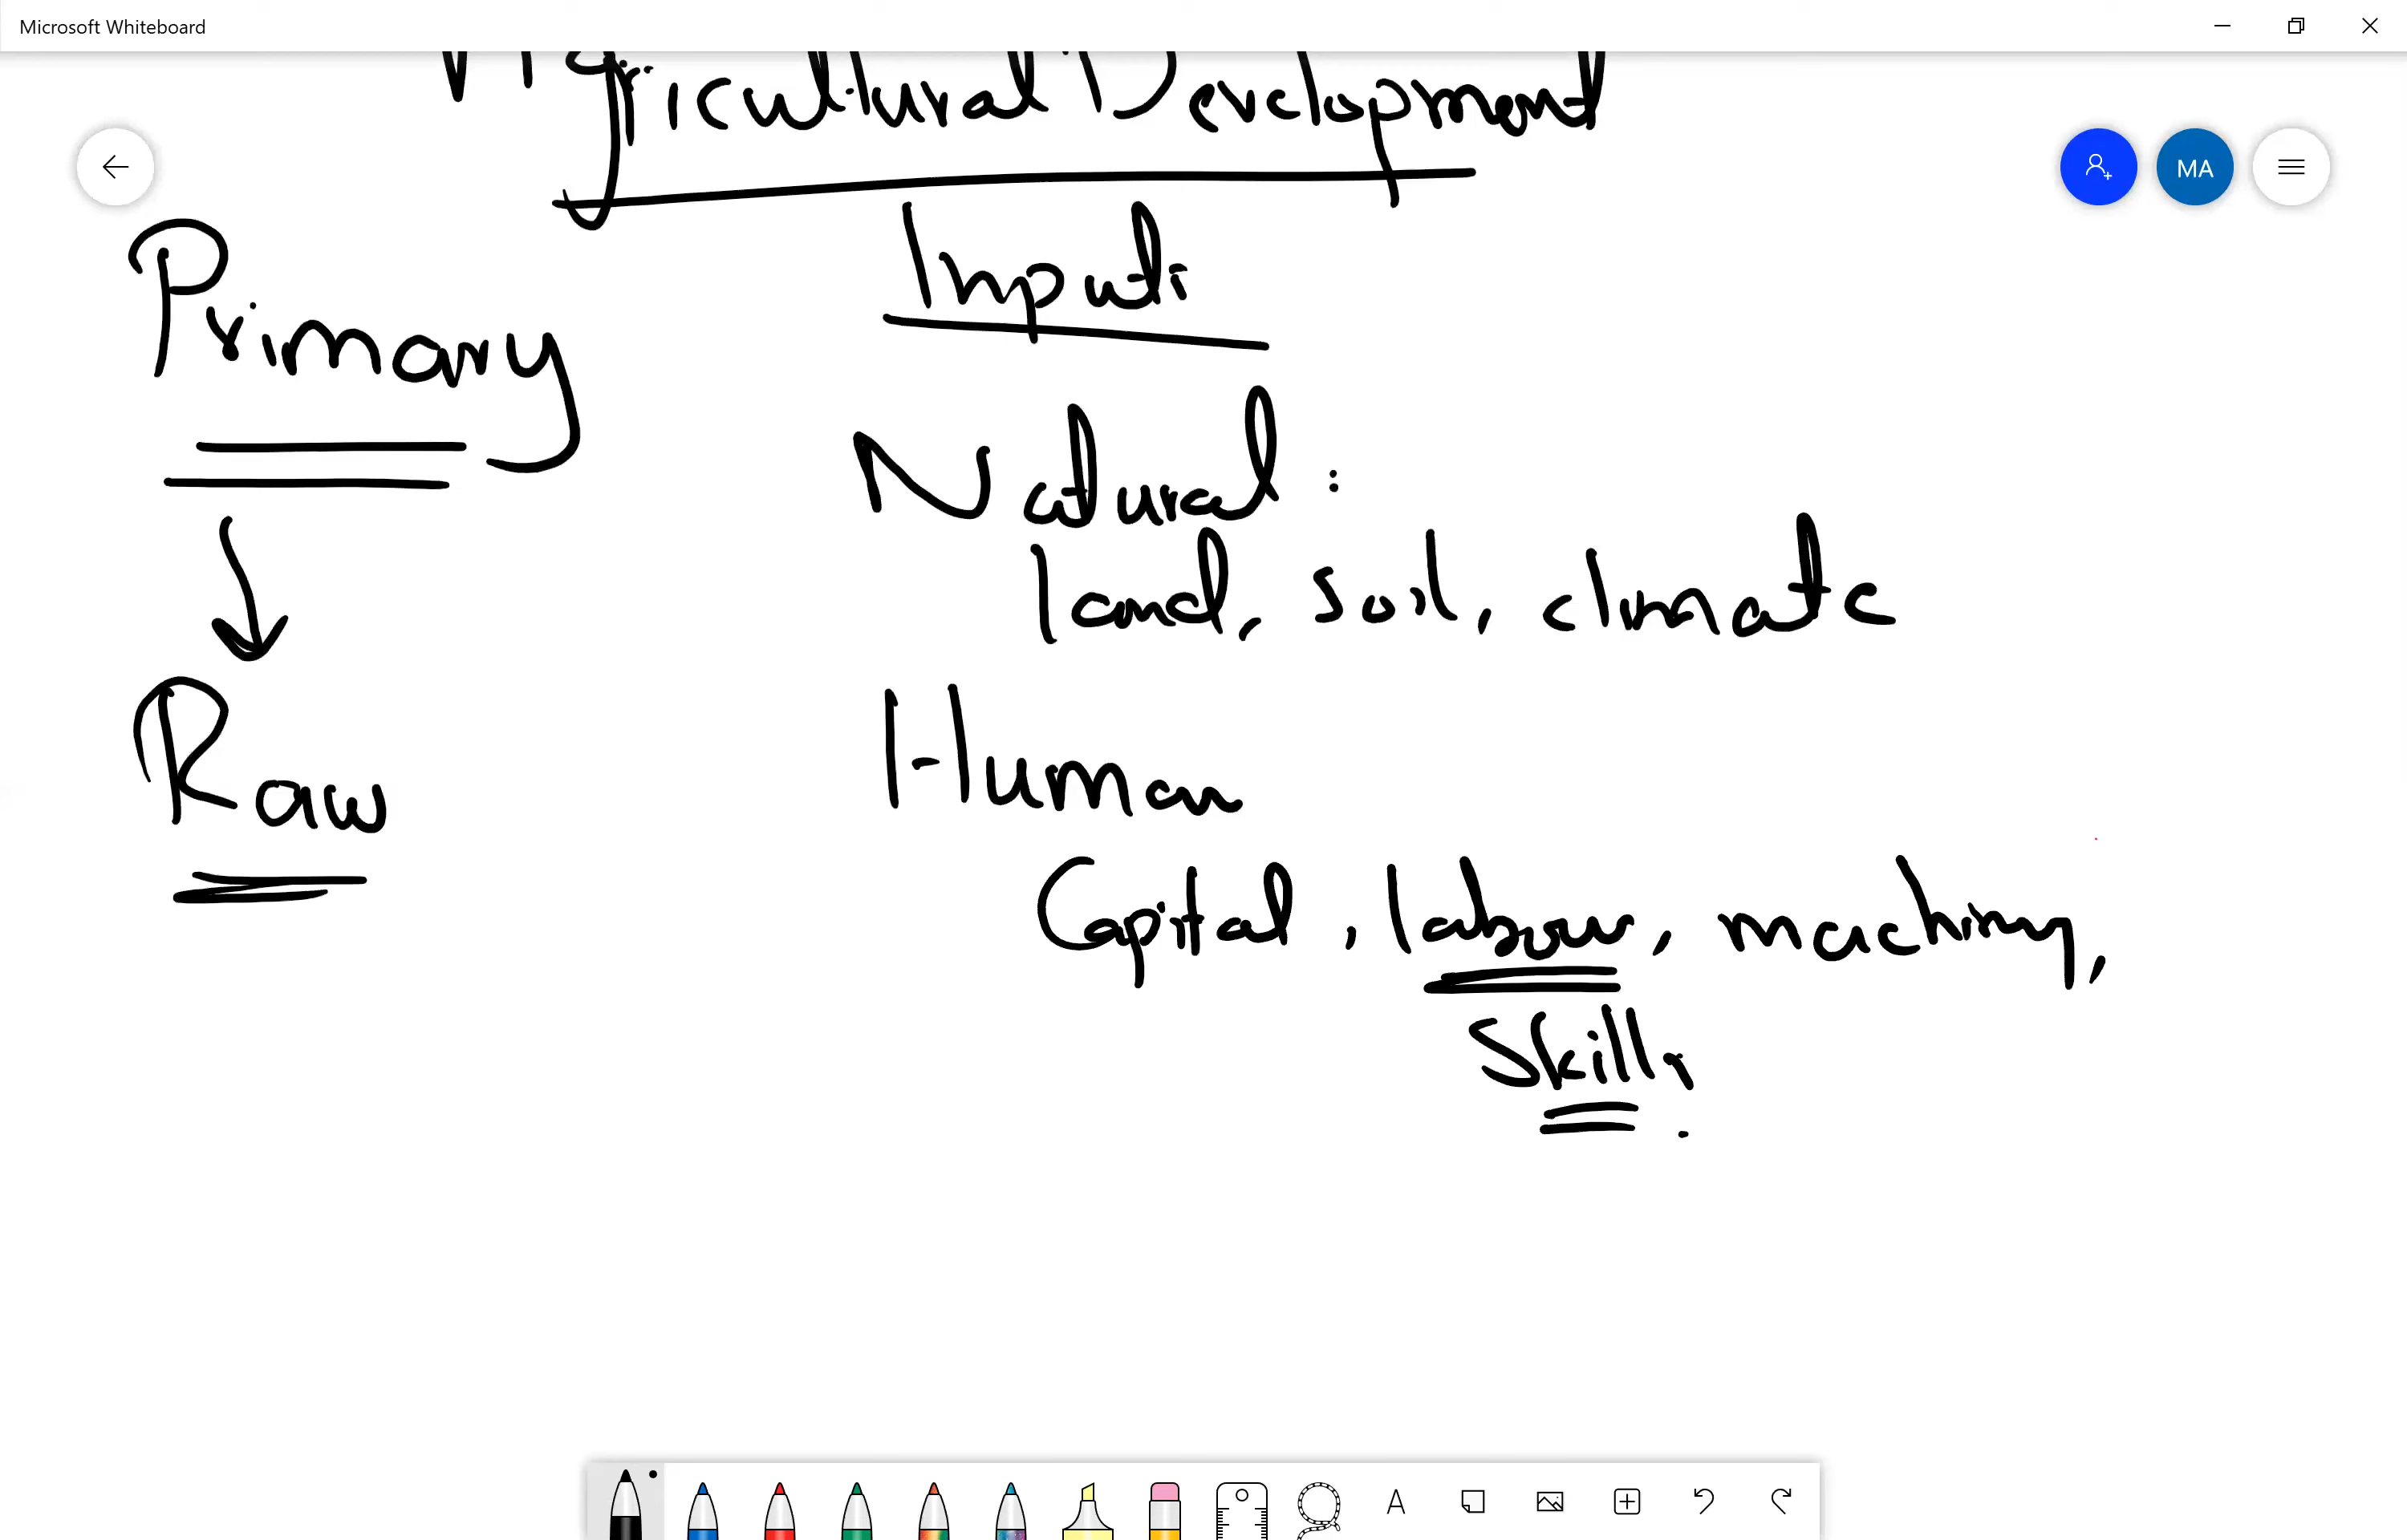 Microsoft Whiteboard
Agricultural Development
MA
Inputs
Primary
Natural :
land, soil, climate
Raw
Human
Capital, labour, machinery,
Skills.